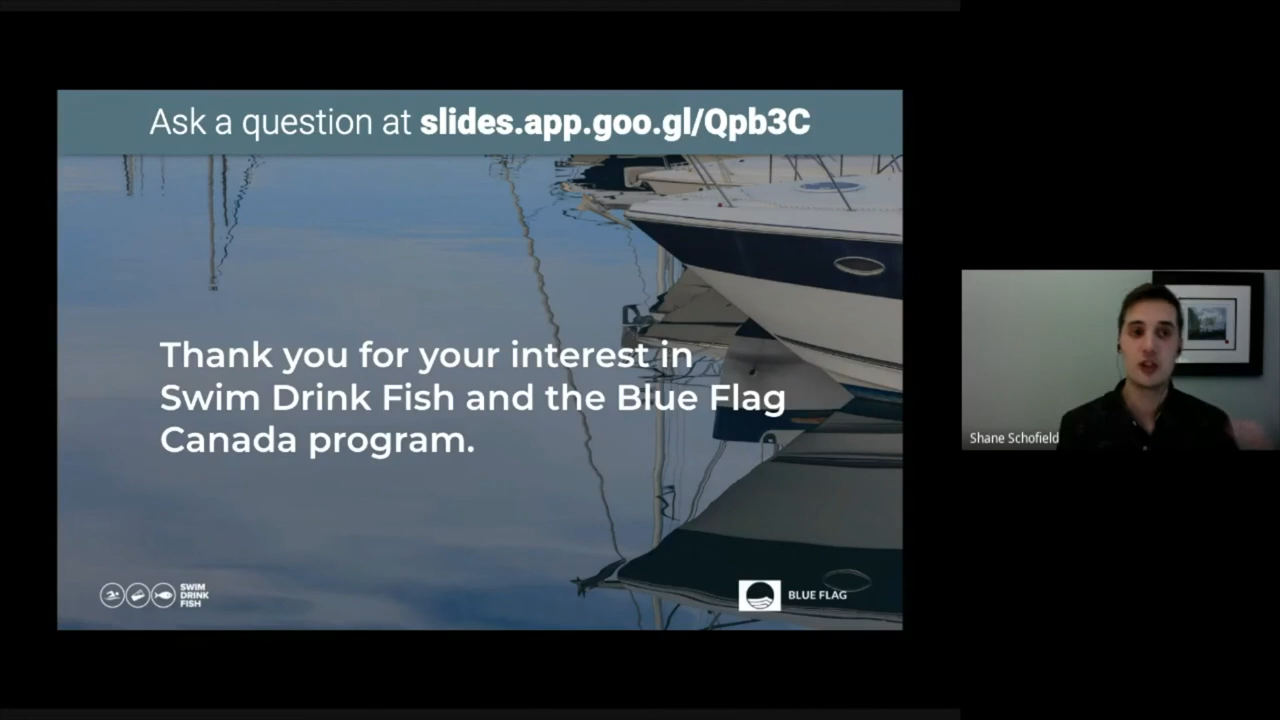 Ask a question at slides.app.goo.gl/Qpb3C
Thank you for your interest in
Swim Drink Fish and the Blue Flag
Canada program.
SWIM
DRINK
FISH
BLUE FLAG
Shane Schofield